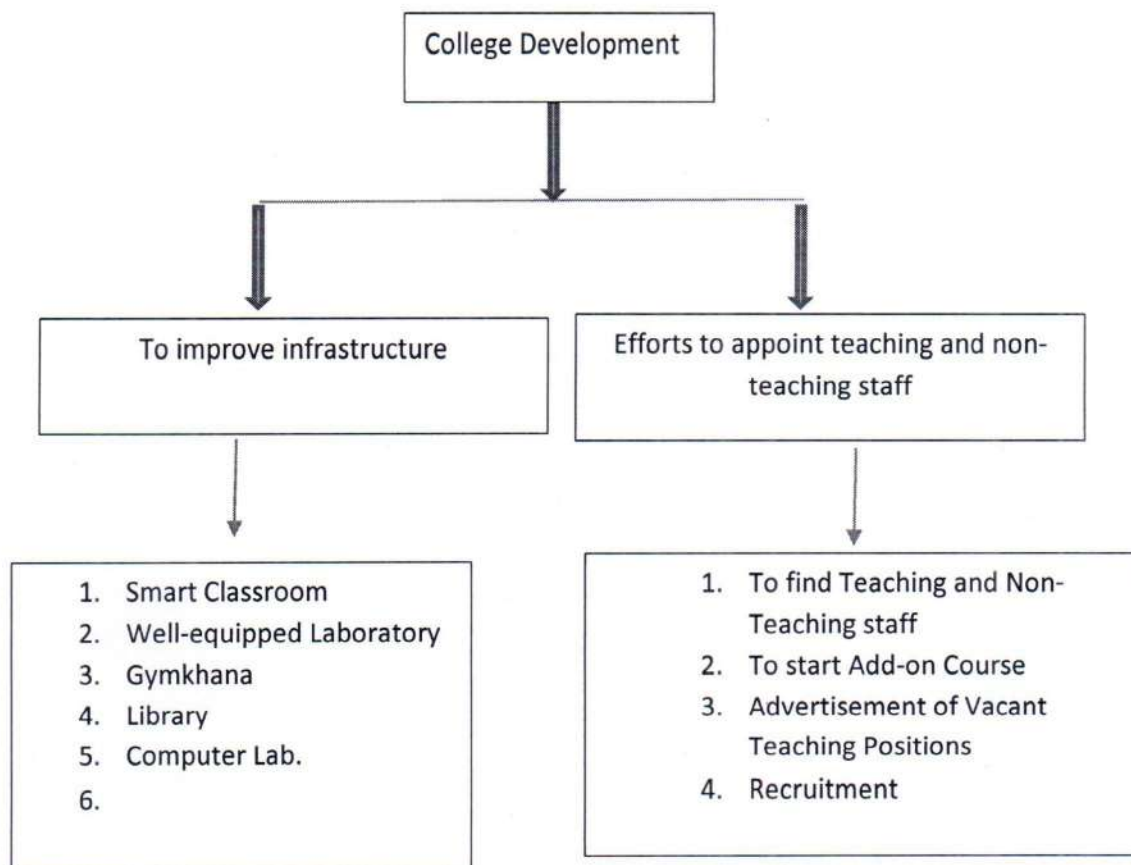 College Development
To improve infrastructure
Efforts to appoint teaching and non-
teaching staff
1. Smart Classroom
2. Well-equipped Laboratory
3. Gymkhana
4. Library
5. Computer Lab.
6.
1. To find Teaching and Non-
Teaching staff
2. To start Add-on Course
3. Advertisement of Vacant
Teaching Positions
4. Recruitment